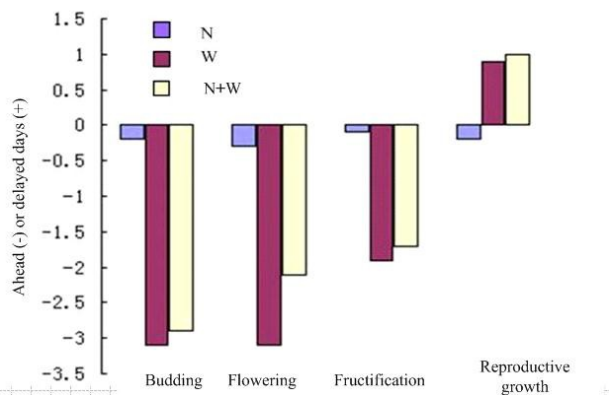 1.5
1
0.5
0
-0.5
-1
-1.5
-2
-2.5
-3
-3.5
Ahead (-) or delayed days (+)
N
W
N+W
Budding Flowering Fructification Reproductive
growth